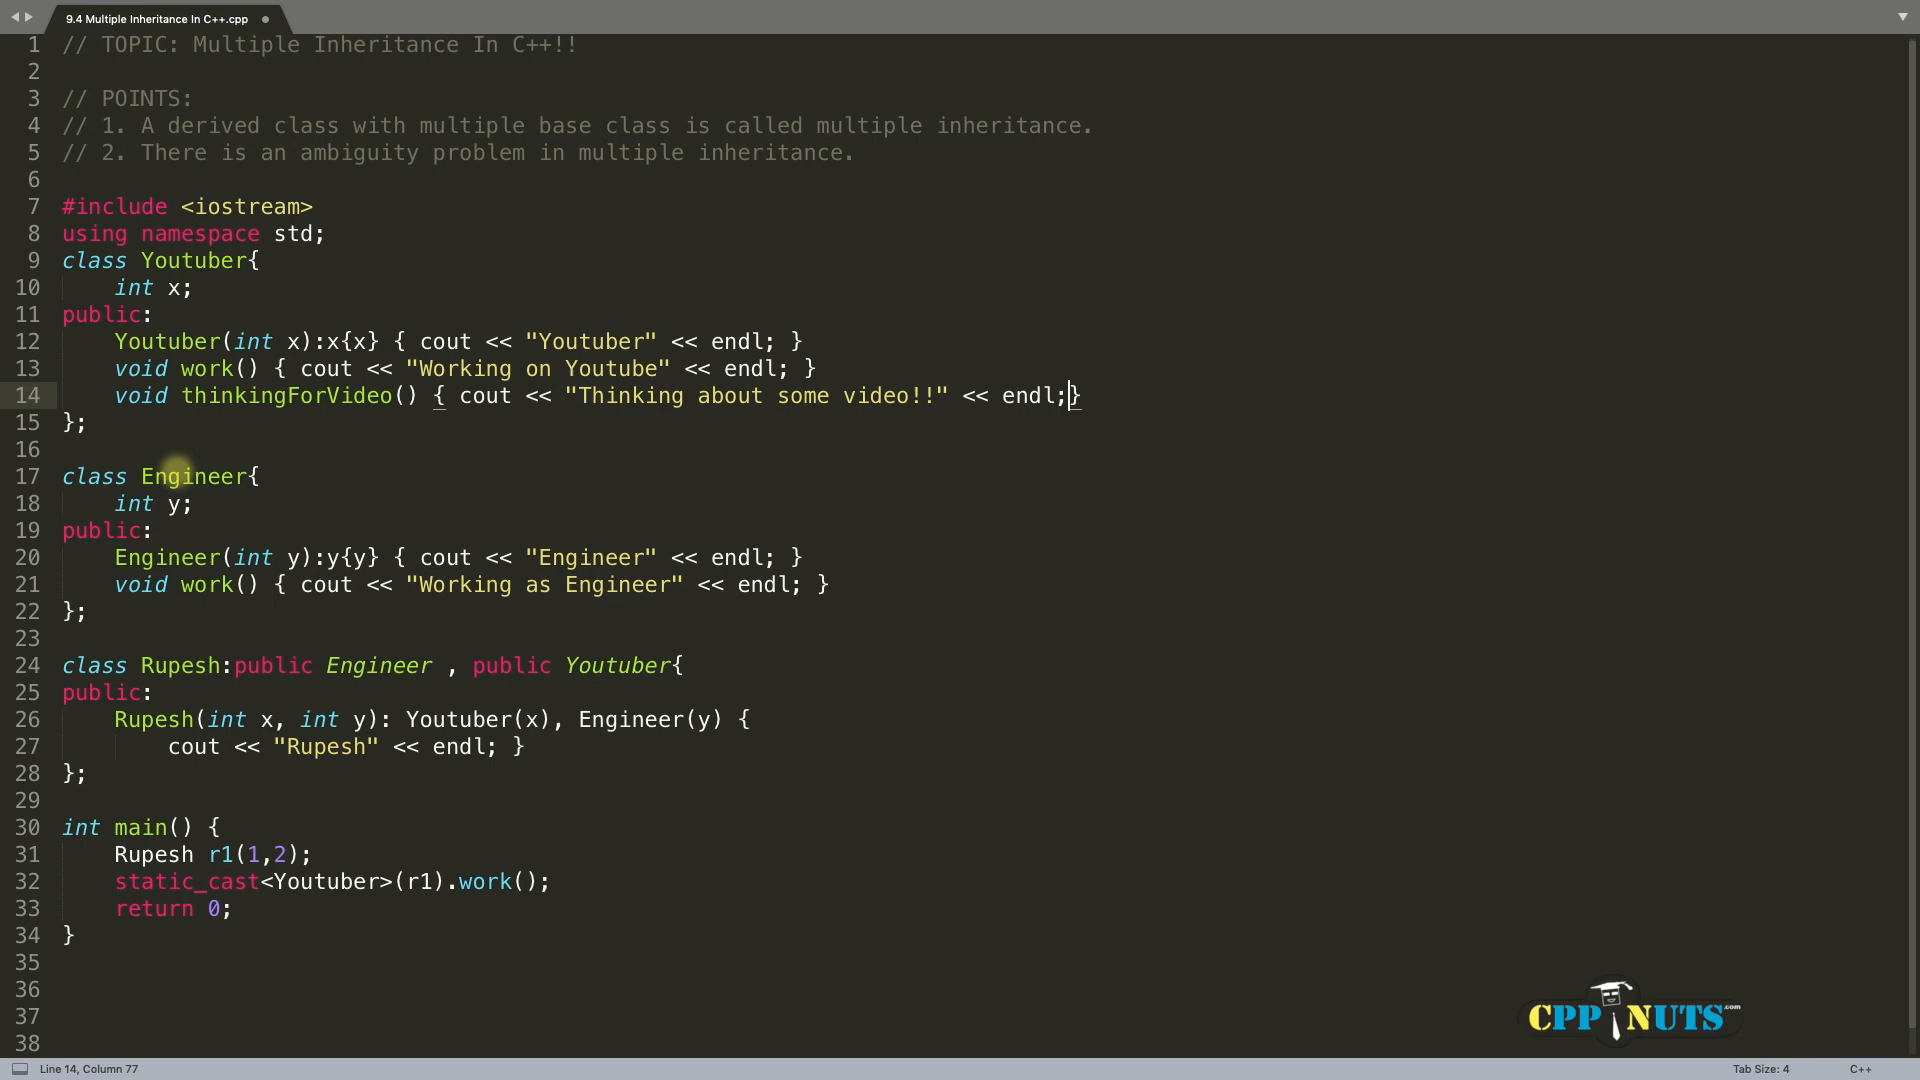 9.4 Multiple Inheritance In C++.cpp
1 // TOPIC: Multiple Inheritance In C++!!
2
3 // POINTS:
4 // 1. A derived class with multiple base class is called multiple inheritance.
5 // 2. There is an ambiguity problem in multiple inheritance.
6
7 #include <iostream>
8 using namespace std;
9 class Youtuber{
10     int x;
11 public:
12     Youtuber(int x):x{x} { cout << "Youtuber" << endl; }
13     void work() { cout << "Working on Youtube" << endl; }
14     void thinkingForVideo() { cout << "Thinking about some video!!" << endl;}
15 };
16
17 class Engineer{
18     int y;
19 public:
20     Engineer(int y):y{y} { cout << "Engineer" << endl; }
21     void work() { cout << "Working as Engineer" << endl; }
22 };
23
24 class Rupesh:public Engineer , public Youtuber{
25 public:
26     Rupesh(int x, int y): Youtuber(x), Engineer(y) {
27         cout << "Rupesh" << endl; }
28 };
29
30 int main() {
31     Rupesh r1(1,2);
32     static_cast<Youtuber>(r1).work();
33     return 0;
34 }
35
36
37
38
CPP NUTS .com
Line 14, Column 77 Tab Size: 4 C++